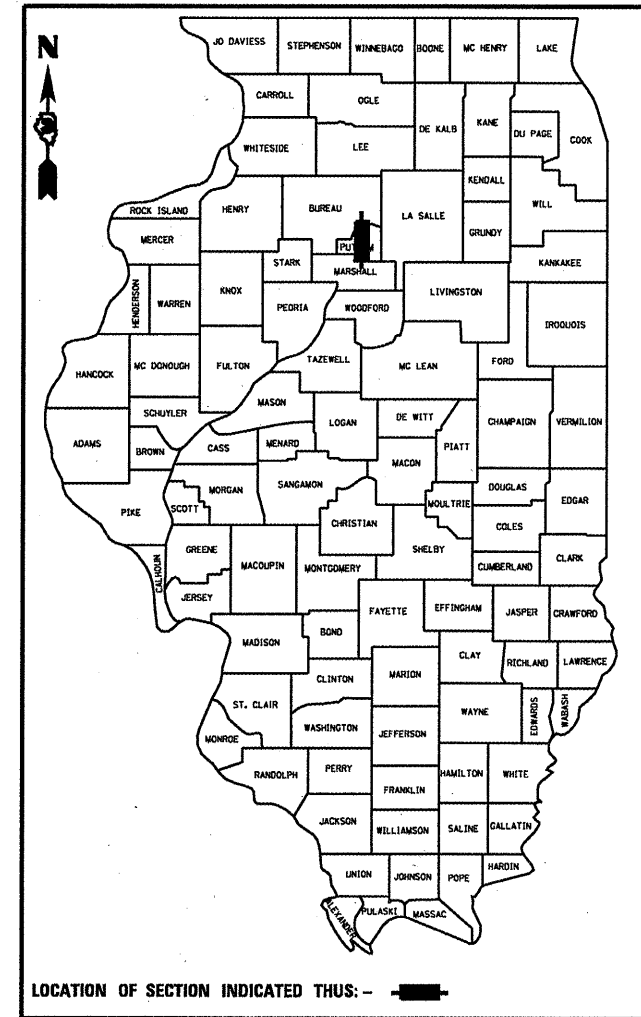 N
JO DAVIESS STEPHENSON WINNEBAGO BOONE MC HENRY LAKE
CARROLL OGLE DE KALB KANE DU PAGE COOK
WHITESIDE LEE KENDALL WILL
ROCK ISLAND HENRY BUREAU LA SALLE GRUNDY
MERCER PUTNAM KANKAKEE
STARK MARSHALL
HENDERSON WARREN KNOX PEORIA WOODFORD LIVINGSTON IROQUOIS
HANCOCK MC DONOUGH FULTON TAZEWELL MC LEAN FORD
SCHUYLER MASON LOGAN DE WITT CHAMPAIGN VERMILION
ADAMS BROWN CASS MENARD MACON PIATT
PIKE SCOTT MORGAN SANGAMON CHRISTIAN MOULTRIE DOUGLAS EDGAR
COLES
CALHOUN GREENE MACOUPIN MONTGOMERY SHELBY CUMBERLAND CLARK
JERSEY FAYETTE EFFINGHAM JASPER CRAWFORD
MADISON BOND CLAY RICHLAND LAWRENCE
CLINTON MARION
ST. CLAIR WASHINGTON JEFFERSON WAYNE EDWARDS WABASH
MONROE
RANDOLPH PERRY HAMILTON WHITE
FRANKLIN
JACKSON WILLIAMSON SALINE GALLATIN
UNION JOHNSON POPE HARDIN
ALEXANDER PULASKI MASSAC
LOCATION OF SECTION INDICATED THUS: -